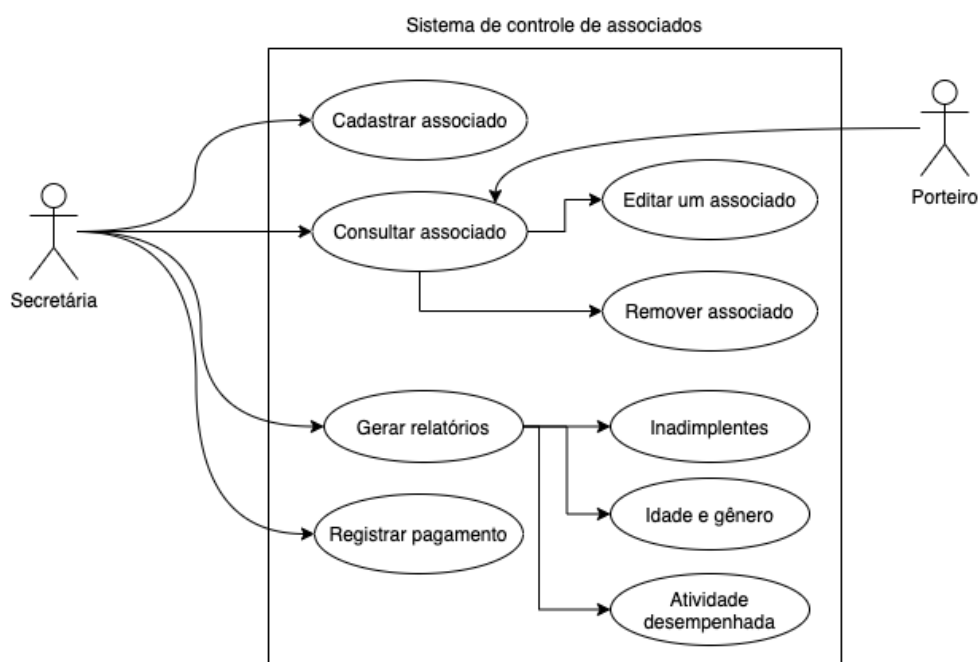 Sistema de controle de associados
Cadastrar associado
Porteiro
Editar um associado
Consultar associado
Secretária
Remover associado
Gerar relatórios
Inadimplentes
Idade e gênero
Registrar pagamento
Atividade
desempenhada